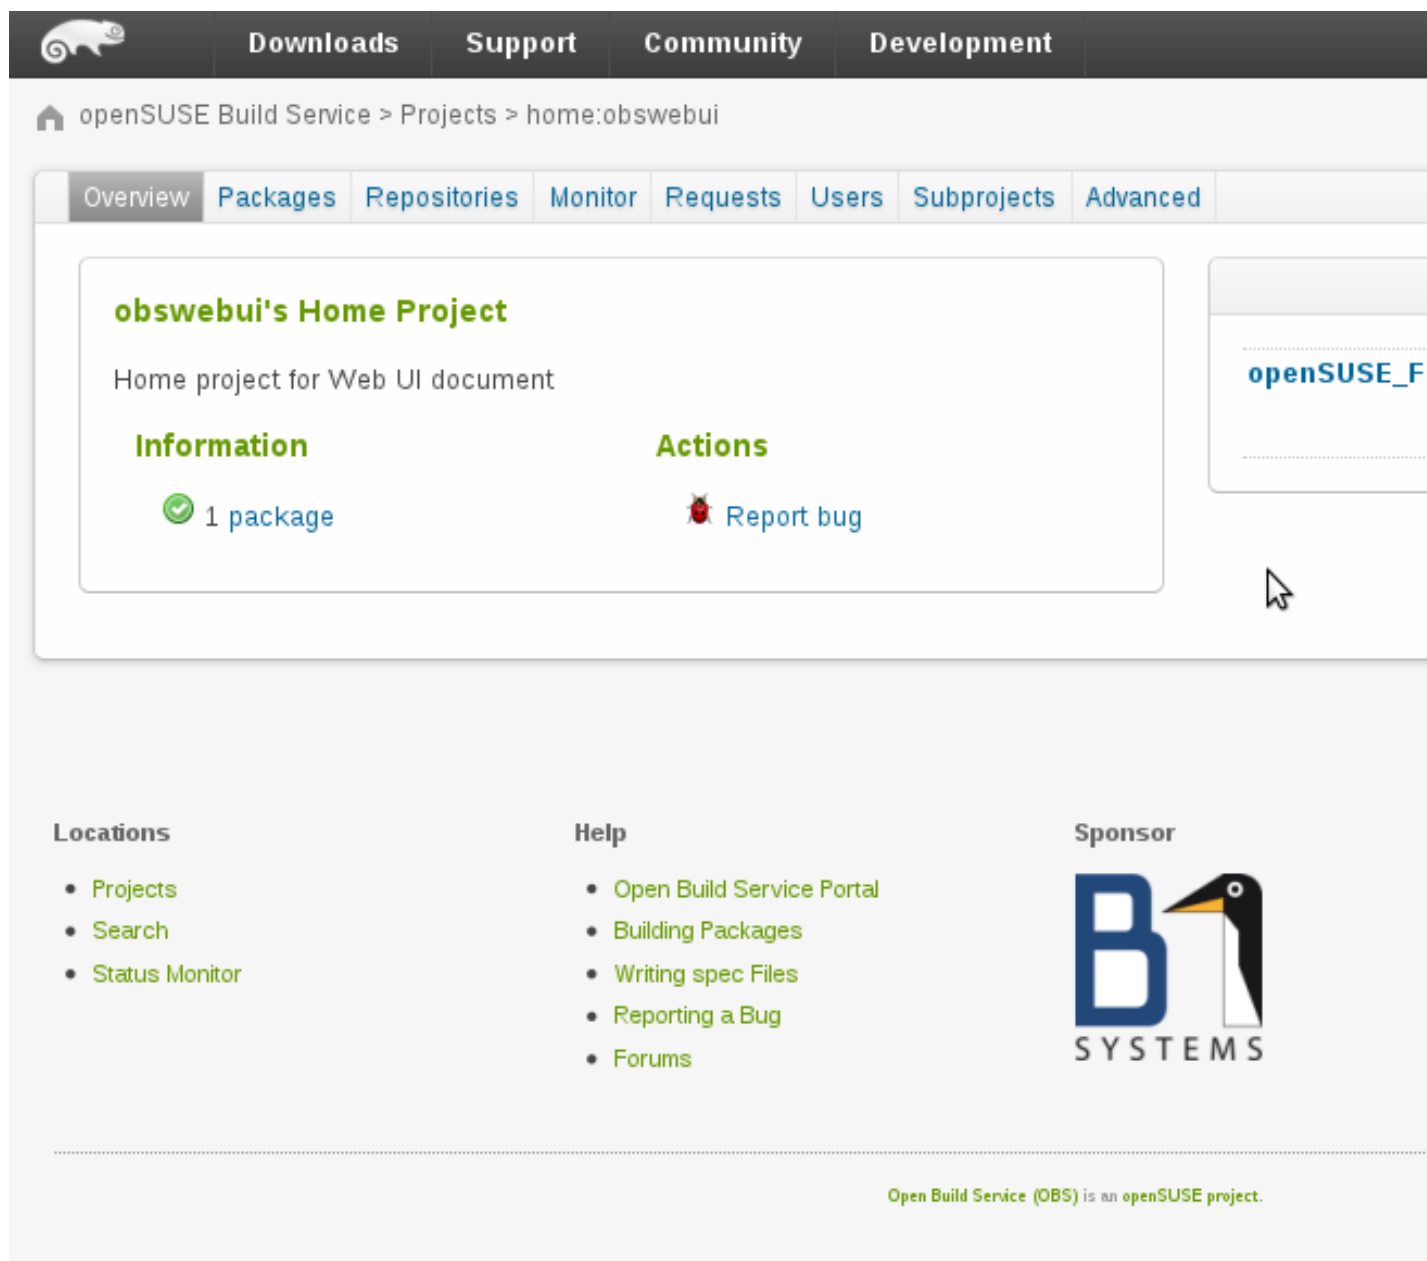 Downloads Support Community Development
openSUSE Build Service > Projects > home:obswebui
Overview Packages Repositories Monitor Requests Users Subprojects Advanced
obswebui's Home Project
Home project for Web UI document
openSUSE_F
Information Actions
1 package Report bug
Locations Help Sponsor
Projects Open Build Service Portal
Search Building Packages
Status Monitor Writing spec Files
Reporting a Bug
Forums
B1
SYSTEMS
Open Build Service (OBS) is an openSUSE project.